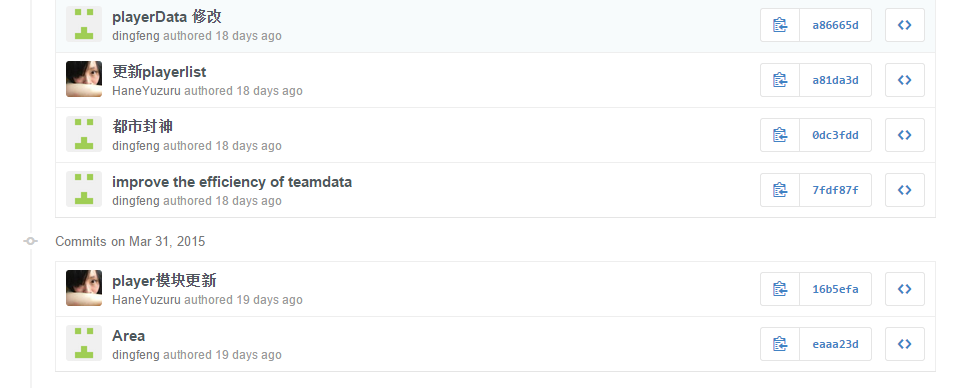 playerData 修改
dingfeng authored 18 days ago
a86665d
更新playerlist
HaneYuzuru authored 18 days ago
a81da3d
都市封神
dingfeng authored 18 days ago
0dc3fdd
improve the efficiency of teamdata
dingfeng authored 18 days ago
7fdf87f
Commits on Mar 31, 2015
player模块更新
HaneYuzuru authored 19 days ago
16b5efa
Area
dingfeng authored 19 days ago
eaaa23d